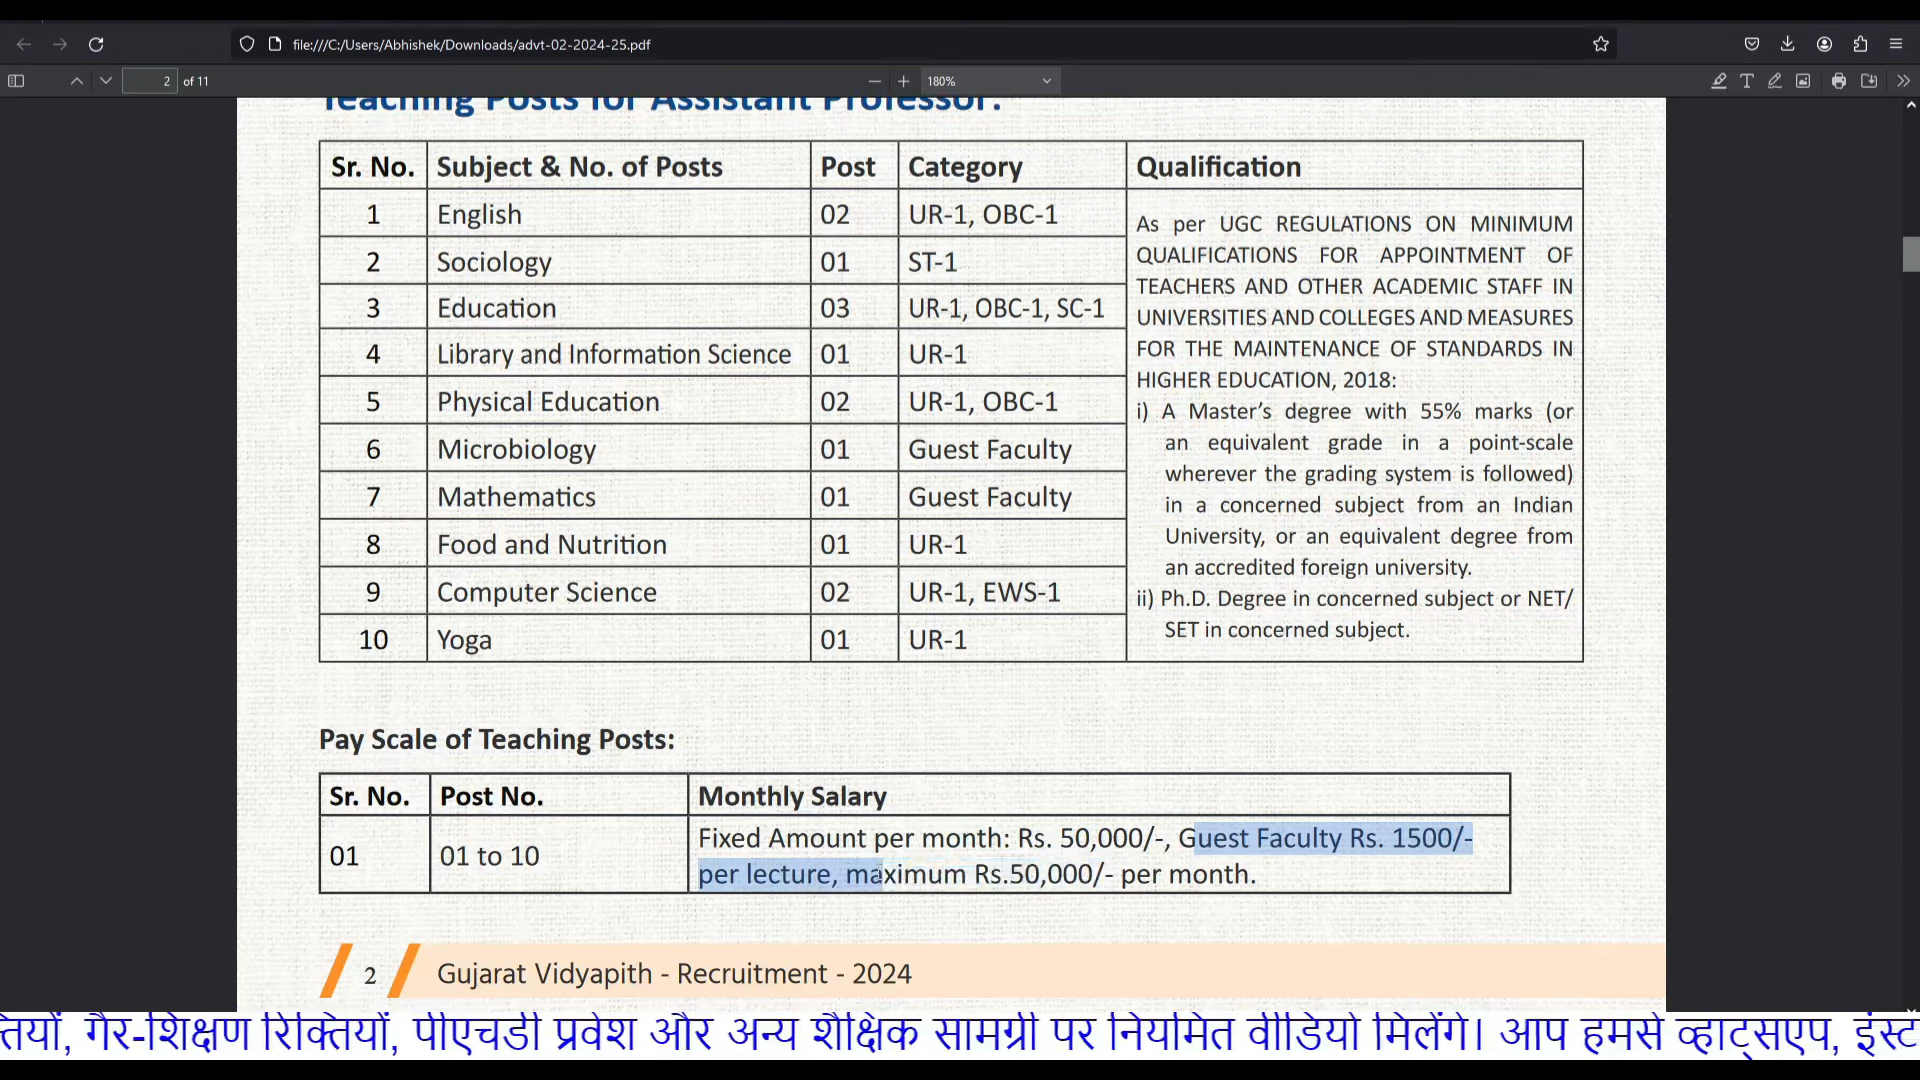 file:///C:/Users/Abhishek/Downloads/advt-02-2024-25.pdf
2 of 11
180%
Teaching Posts for Assistant Professor:
Sr. No. Subject & No. of Posts Post Category Qualification
1 English 02 UR-1, OBC-1
2 Sociology 01 ST-1
3 Education 03 UR-1, OBC-1, SC-1
4 Library and Information Science 01 UR-1
5 Physical Education 02 UR-1, OBC-1
6 Microbiology 01 Guest Faculty
7 Mathematics 01 Guest Faculty
8 Food and Nutrition 01 UR-1
9 Computer Science 02 UR-1, EWS-1
10 Yoga 01 UR-1
As per UGC REGULATIONS ON MINIMUM
QUALIFICATIONS FOR APPOINTMENT OF
TEACHERS AND OTHER ACADEMIC STAFF IN
UNIVERSITIES AND COLLEGES AND MEASURES
FOR THE MAINTENANCE OF STANDARDS IN
HIGHER EDUCATION, 2018:
i) A Master’s degree with 55% marks (or
an equivalent grade in a point-scale
wherever the grading system is followed)
in a concerned subject from an Indian
University, or an equivalent degree from
an accredited foreign university.
ii) Ph.D. Degree in concerned subject or NET/
SET in concerned subject.
Pay Scale of Teaching Posts:
Sr. No. Post No. Monthly Salary
01 01 to 10 Fixed Amount per month: Rs. 50,000/-, Guest Faculty Rs. 1500/-
per lecture, maximum Rs.50,000/- per month.
2 Gujarat Vidyapith - Recruitment - 2024
गैर-शिक्षण रिक्तियों, पीएचडी प्रवेश और अन्य शैक्षिक सामग्री पर नियमित वीडियो मिलेंगे। आप हमसे व्हाट्सएप,